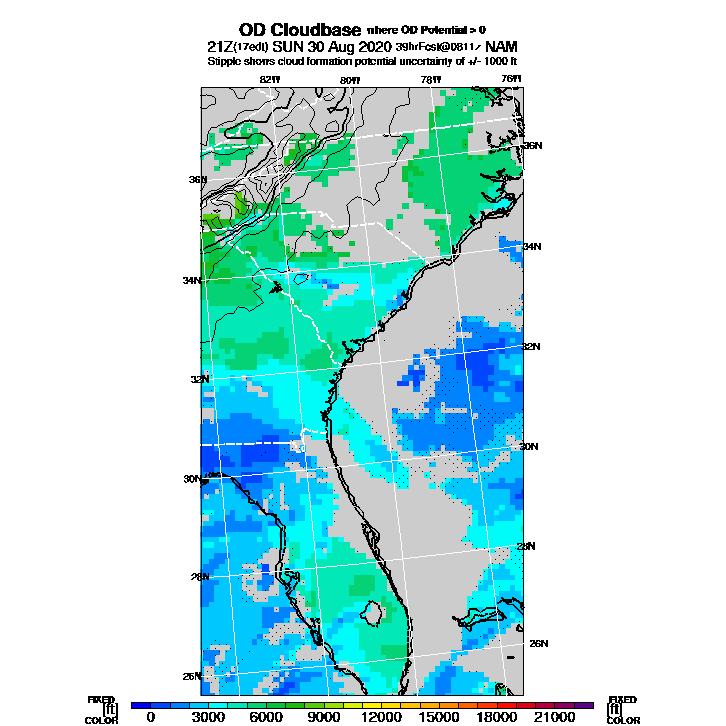 OD Cloudbase where OD Potential > 0
21Z(17edt) SUN 30 Aug 2020 39hrFcst@0811z NAM
Stipple shows cloud formation potential uncertainty of +/- 1000 ft
82W 80W 78W 76W
36N
36N
34N
34N
32N
32N
30N
30N
28N
28N
26N
26N
FIXED FIXED
[ft] [ft]
COLOR 0 3000 6000 9000 12000 15000 18000 21000 COLOR